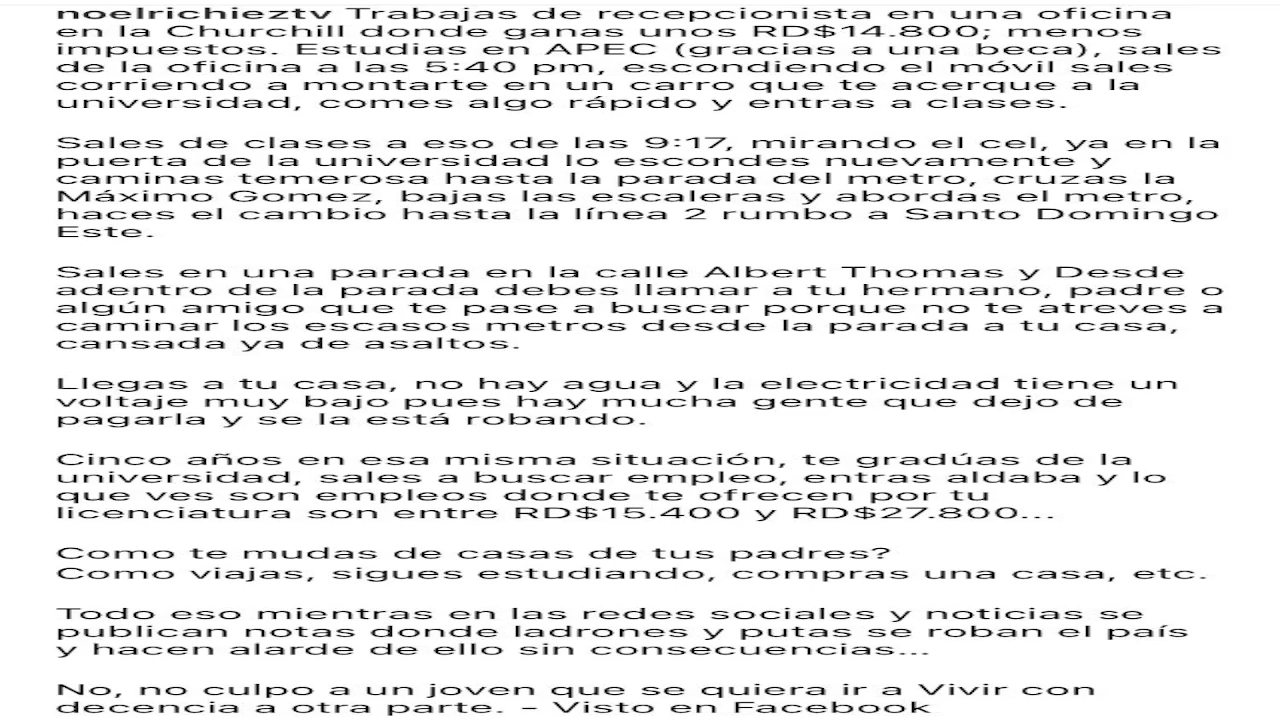 noelrichieztv Trabajas de recepcionista en una oficina
en la Churchill donde ganas unos RD$14.800; menos
impuestos. Estudias en APEC (gracias a una beca), sales
de la oficina a las 5:40 pm, escondiendo el móvil sales
corriendo a montarte en un carro que te acerque a la
universidad, comes algo rápido y entras a clases.
Sales de clases a eso de las 9:17, mirando el cel, ya en la
puerta de la universidad lo escondes nuevamente y
caminas temerosa hasta la parada del metro, cruzas la
Máximo Gomez, bajas las escaleras y abordas el metro,
haces el cambio hasta la línea 2 rumbo a Santo Domingo
Este.
Sales en una parada en la calle Albert Thomas y Desde
adentro de la parada debes llamar a tu hermano, padre o
algún amigo que te pase a buscar porque no te atreves a
caminar los escasos metros desde la parada a tu casa,
cansada ya de asaltos.
Llegas a tu casa, no hay agua y la electricidad tiene un
voltaje muy bajo pues hay mucha gente que dejo de
pagarla y se la está robando.
Cinco años en esa misma situación, te gradúas de la
universidad, sales a buscar empleo, entras aldaba y lo
que ves son empleos donde te ofrecen por tu
licenciatura son entre RD$15.400 y RD$27.800...
Como te mudas de casas de tus padres?
Como viajas, sigues estudiando, compras una casa, etc.
Todo eso mientras en las redes sociales y noticias se
publican notas donde ladrones y putas se roban el país
y hacen alarde de ello sin consecuencias...
No, no culpo a un joven que se quiera ir a Vivir con
decencia a otra parte. - Visto en Facebook